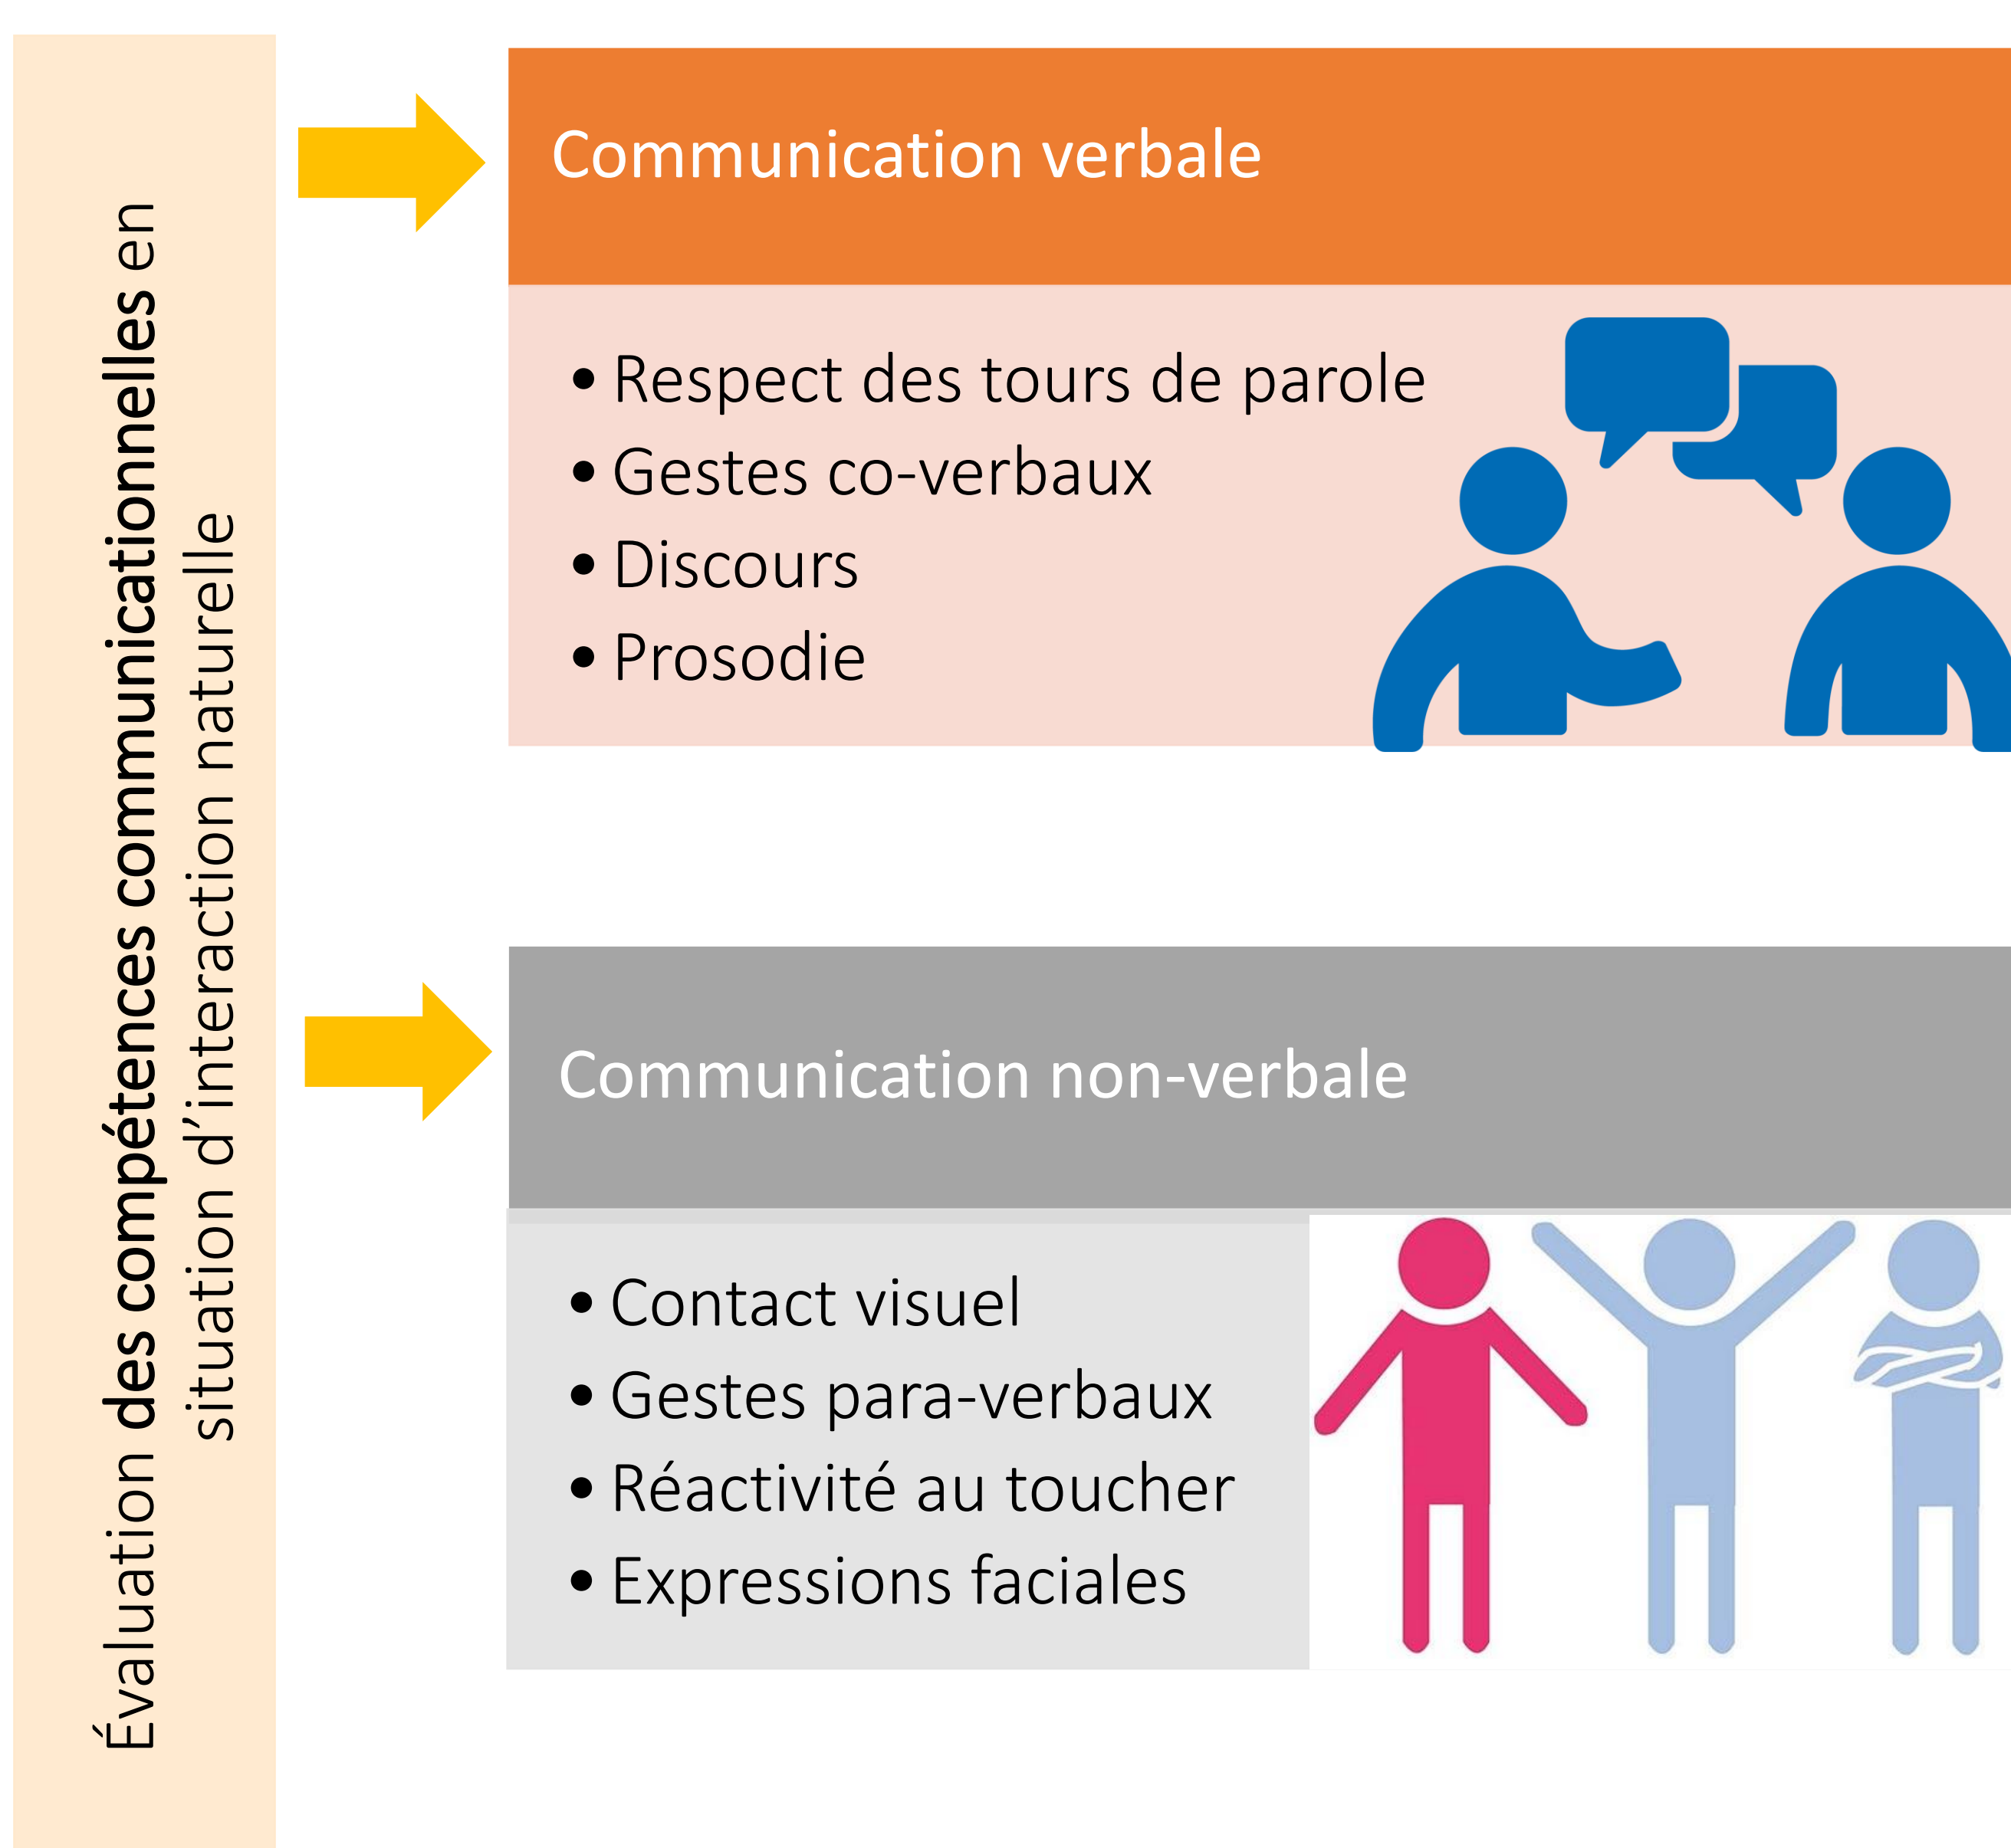 Évaluation des compétences communicationnelles en
situation d’interaction naturelle
Communication verbale
• Respect des tours de parole
• Gestes co-verbaux
• Discours
• Prosodie
Communication non-verbale
• Contact visuel
• Gestes para-verbaux
• Réactivité au toucher
• Expressions faciales